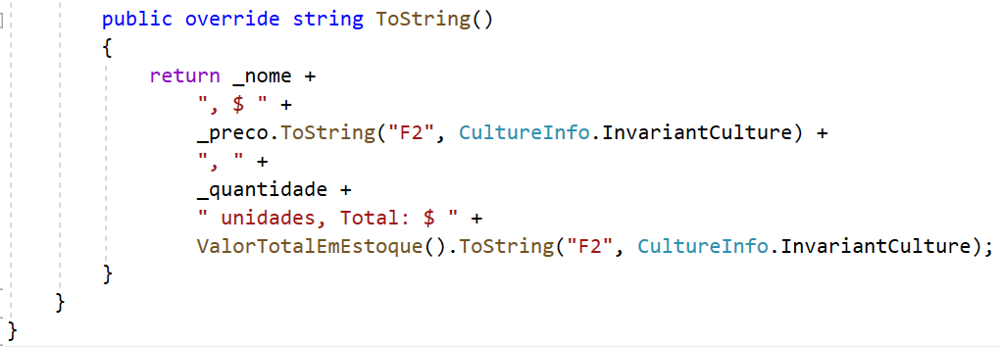 public override string ToString()
{
return _nome +
", $ " +
_preco.ToString("F2", CultureInfo.InvariantCulture) +
", " +
_quantidade +
" unidades, Total: $ " +
ValorTotalEmEstoque().ToString("F2", CultureInfo.InvariantCulture);
}
}
}